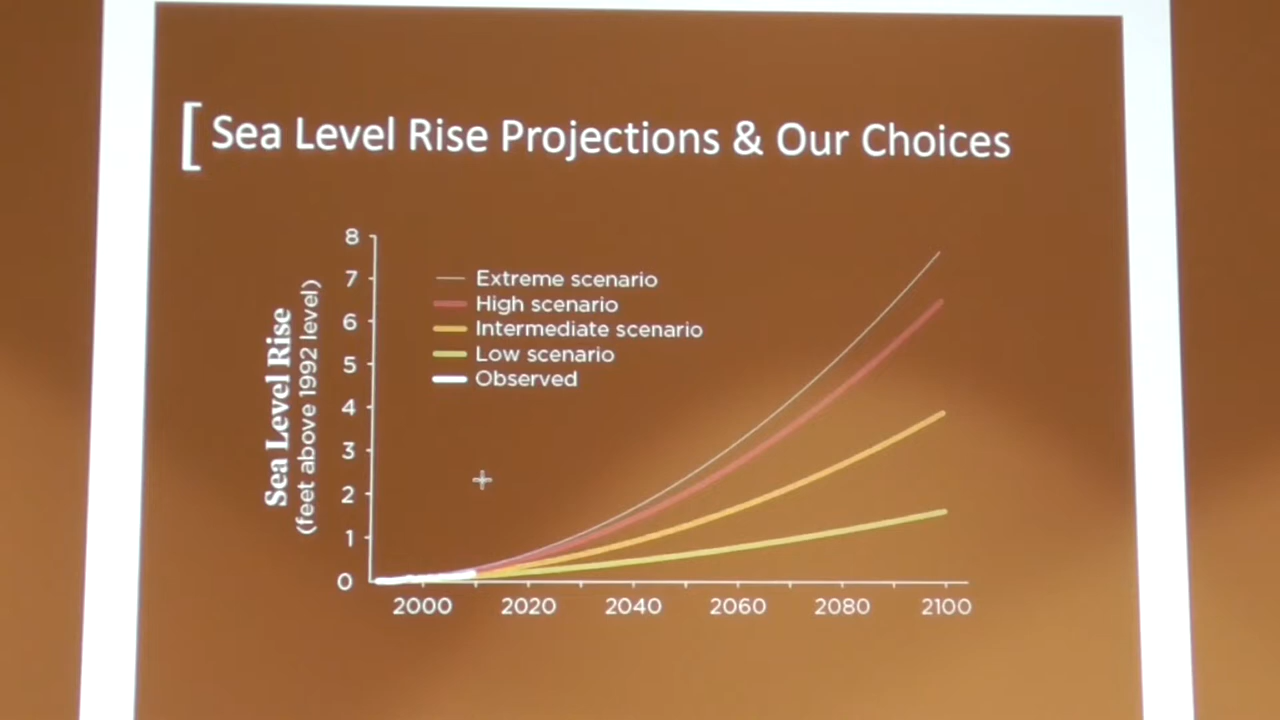 Sea Level Rise Projections & Our Choices
Sea Level Rise
(feet above 1992 level)
8
7
6
5
4
3
2
1
0
Extreme scenario
High scenario
Intermediate scenario
Low scenario
Observed
2000 2020 2040 2060 2080 2100